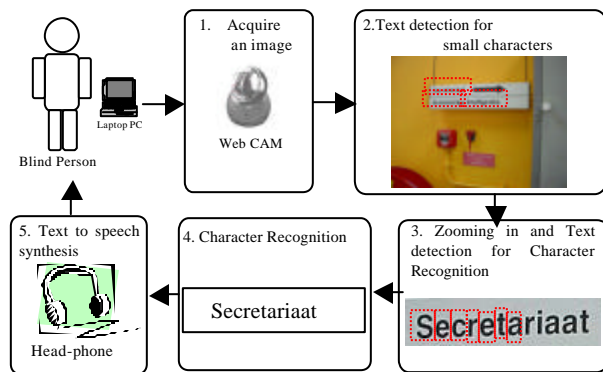 1. Acquire
an image
Web CAM
2.Text detection for
small characters
Laptop PC
Blind Person
3. Zooming in and Text
detection for Character
Recognition
Secretariaat
4. Character Recognition
Secretariaat
5. Text to speech
synthesis
Head-phone